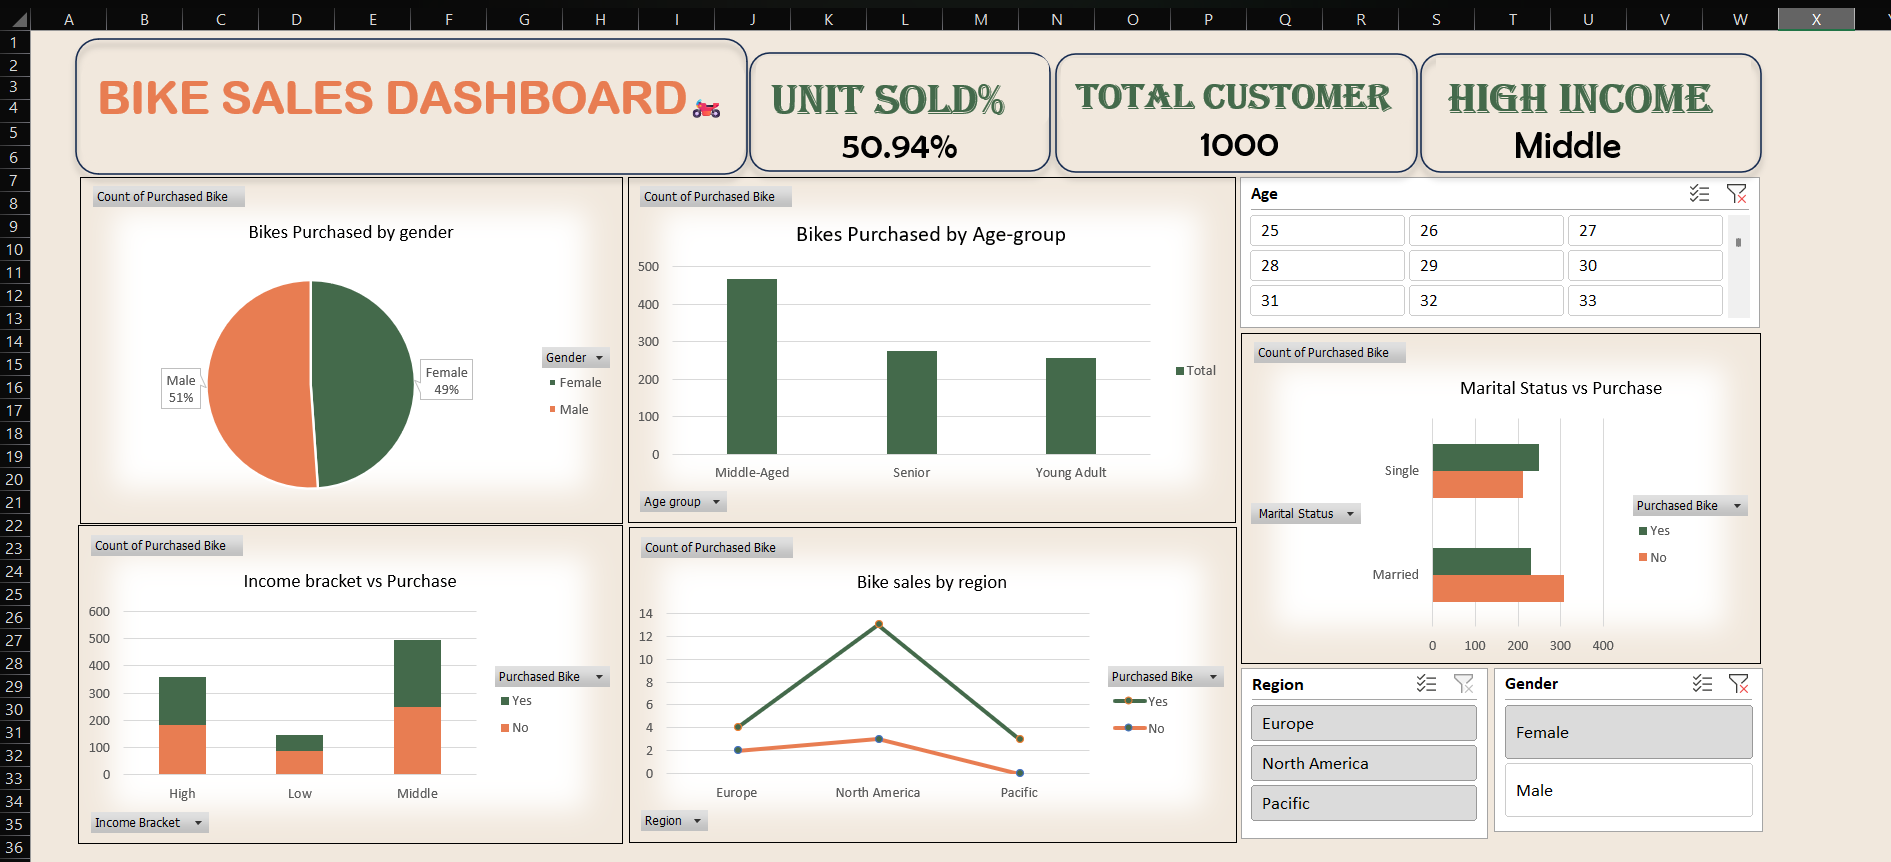 A B C D E F G H I J K L M N O P Q R S T U V W X
1
2
3
4
5
6
7
8
9
10
11
12
13
14
15
16
17
18
19
20
21
22
23
24
25
26
27
28
29
30
31
32
33
34
35
36
BIKE SALES DASHBOARD
UNIT SOLD%
50.94%
TOTAL CUSTOMER
1000
HIGH INCOME
Middle
Count of Purchased Bike
Bikes Purchased by gender
Male
51%
Female
49%
Gender
Female
Male
Count of Purchased Bike
Bikes Purchased by Age-group
500
400
300
200
100
0
Middle-Aged Senior Young Adult
Total
Age group
Age
25 26 27
28 29 30
31 32 33
Count of Purchased Bike
Marital Status vs Purchase
Single
Married
0 100 200 300 400
Marital Status
Purchased Bike
Yes
No
Count of Purchased Bike
Income bracket vs Purchase
600
500
400
300
200
100
0
High Low Middle
Purchased Bike
Yes
No
Income Bracket
Count of Purchased Bike
Bike sales by region
14
12
10
8
6
4
2
0
Europe North America Pacific
Purchased Bike
Yes
No
Region
Region
Europe
North America
Pacific
Gender
Female
Male